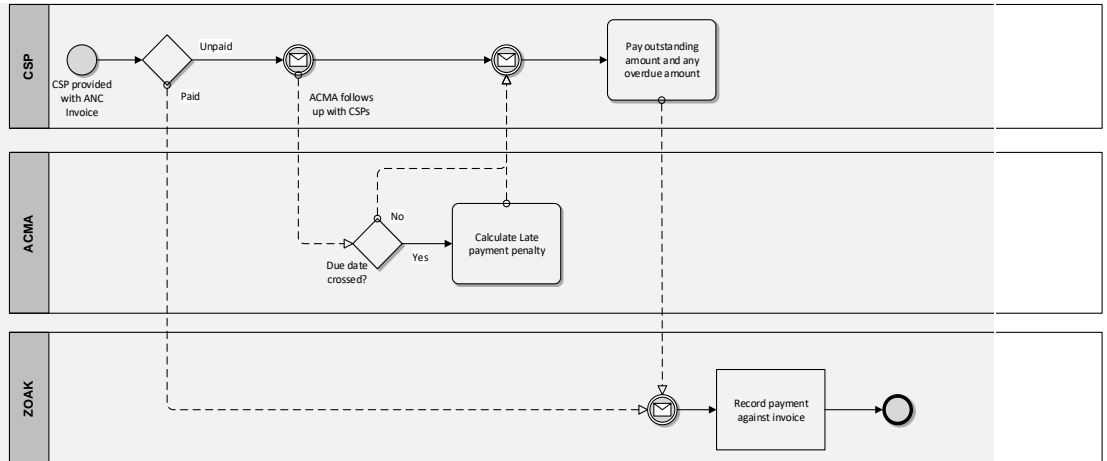 CSP
CSP provided
with ANC
Invoice
Unpaid
Paid
ACMA follows
up with CSPs
Pay outstanding
amount and any
overdue amount
ACMA
Due date
crossed?
No
Yes
Calculate Late
payment penalty
ZOAK
Record payment
against invoice